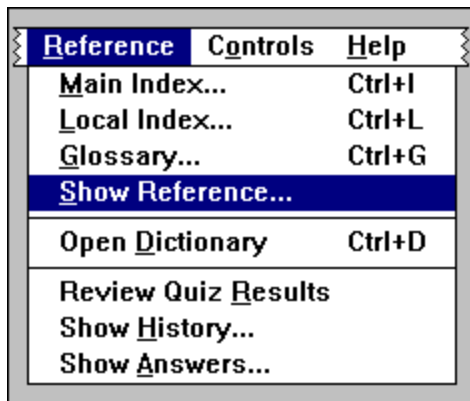 Reference Controls Help
Main Index... Ctrl+I
Local Index... Ctrl+L
Glossary... Ctrl+G
Show Reference...
Open Dictionary Ctrl+D
Review Quiz Results
Show History...
Show Answers...